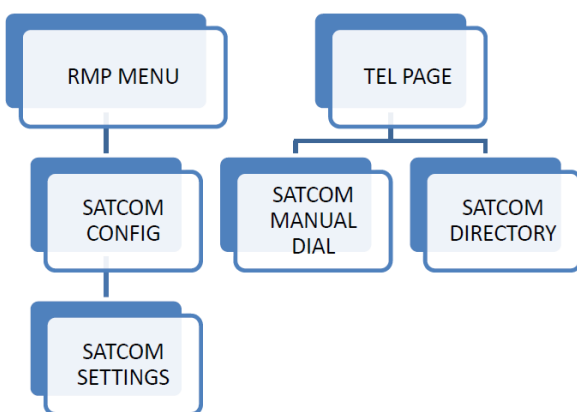 RMP MENU
TEL PAGE
SATCOM
CONFIG
SATCOM
MANUAL
DIAL
SATCOM
DIRECTORY
SATCOM
SETTINGS